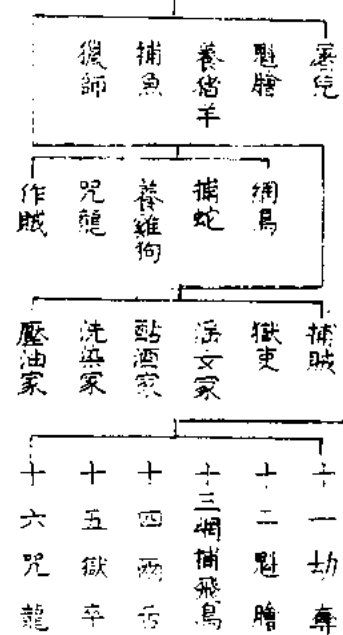 屠兒
魁膾
養猪羊
捕魚
獵師
網鳥
捕蛇
養雞狗
咒龍
作賊
捕賊
獄吏
淫女家
酤酒家
洗染家
壓油家
十一劫奪
十二魁膾
十三網捕飛鳥
十四兩舌
十五獄卒
十六咒龍